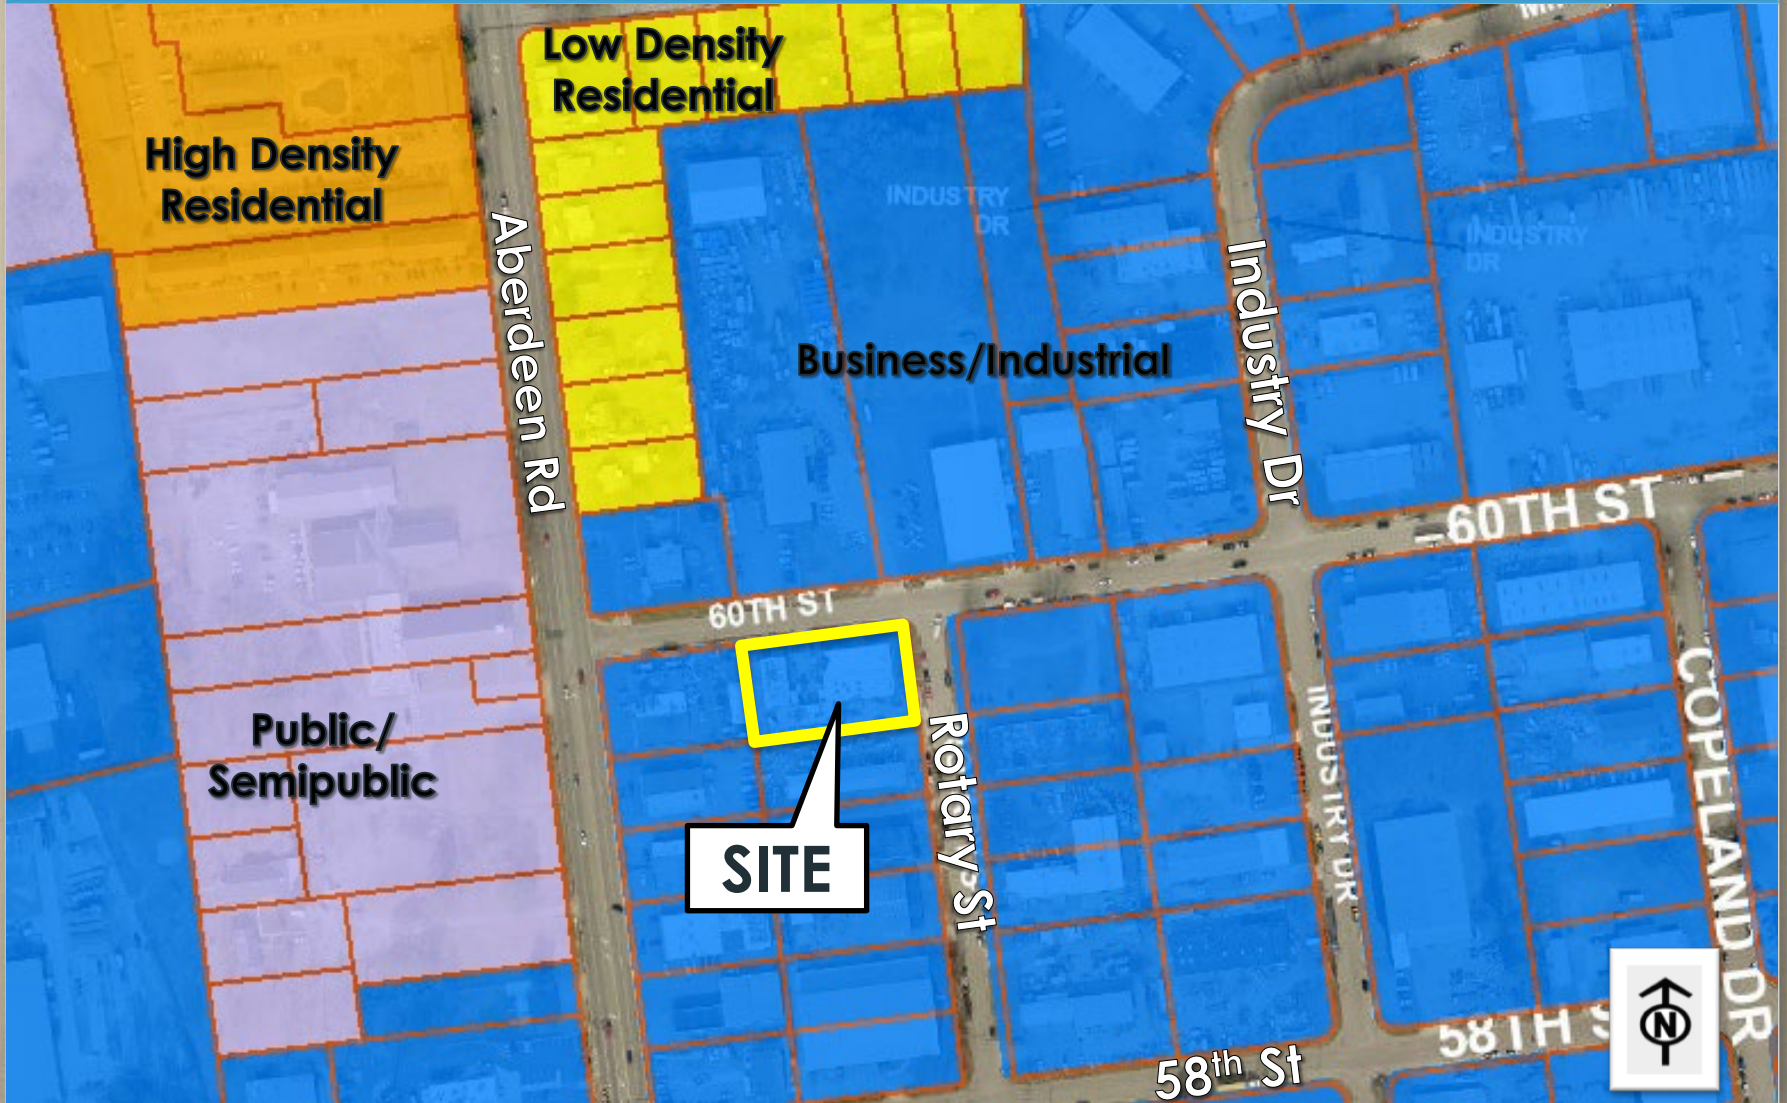 Low Density
Residential
High Density
Residential
INDUSTRY
DR
INDUSTRY
DR
Aberdeen Rd
Industry Dr
Business/Industrial
60TH ST
60TH ST
Public/
Semipublic
Rotary St
INDUSTRY DR
COPELAND DR
SITE
N
58TH S
58th St